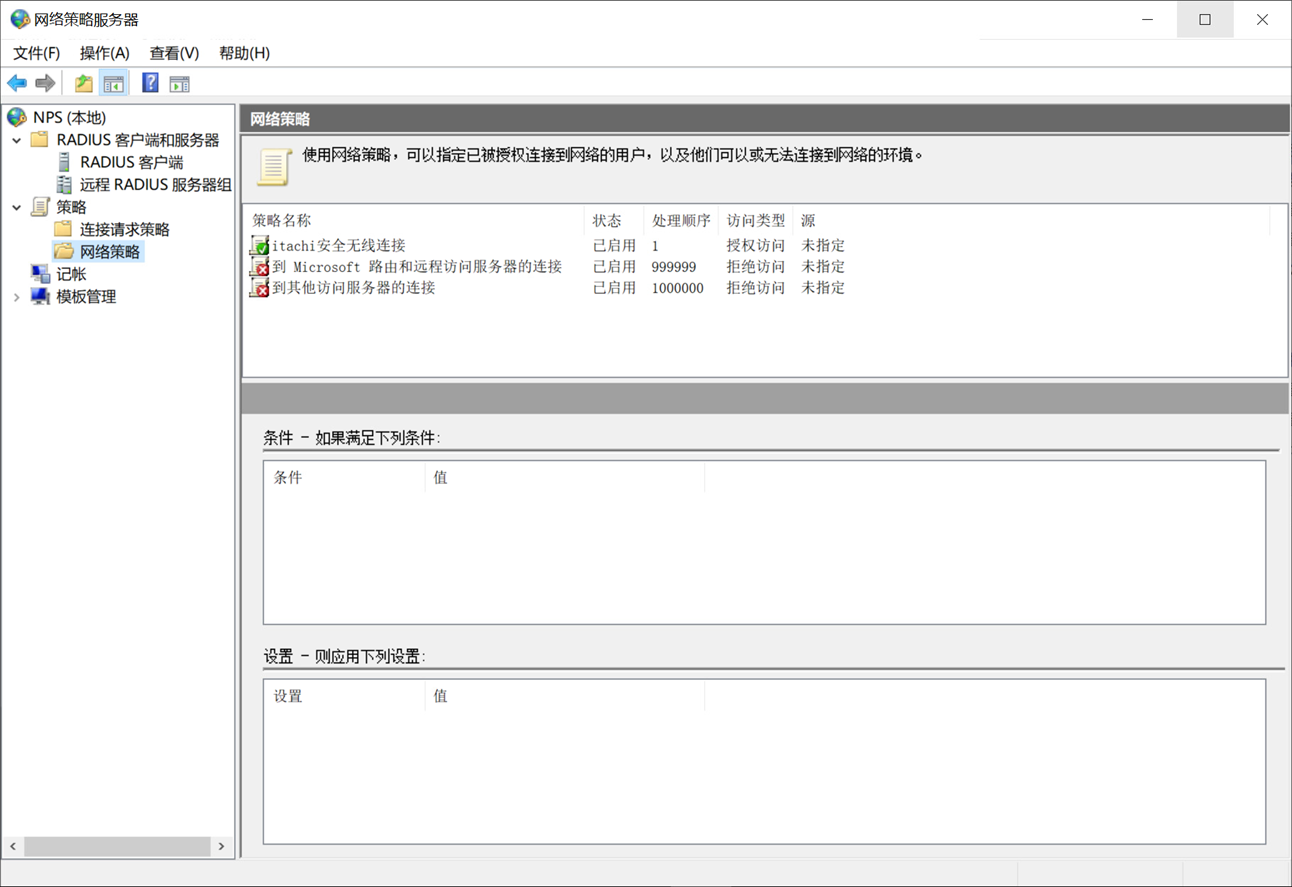 网络策略服务器
文件(F) 操作(A) 查看(V) 帮助(H)
NPS (本地)
RADIUS 客户端和服务器
RADIUS 客户端
远程 RADIUS 服务器组
策略
连接请求策略
网络策略
记帐
模板管理
网络策略
使用网络策略，可以指定已被授权连接到网络的用户，以及他们可以或无法连接到网络的环境。
策略名称 状态 处理顺序 访问类型 源
itachi安全无线连接 已启用 1 授权访问 未指定
到 Microsoft 路由和远程访问服务器的连接 已启用 999999 拒绝访问 未指定
到其他访问服务器的连接 已启用 1000000 拒绝访问 未指定
条件 - 如果满足下列条件:
条件 值
设置 - 则应用下列设置:
设置 值